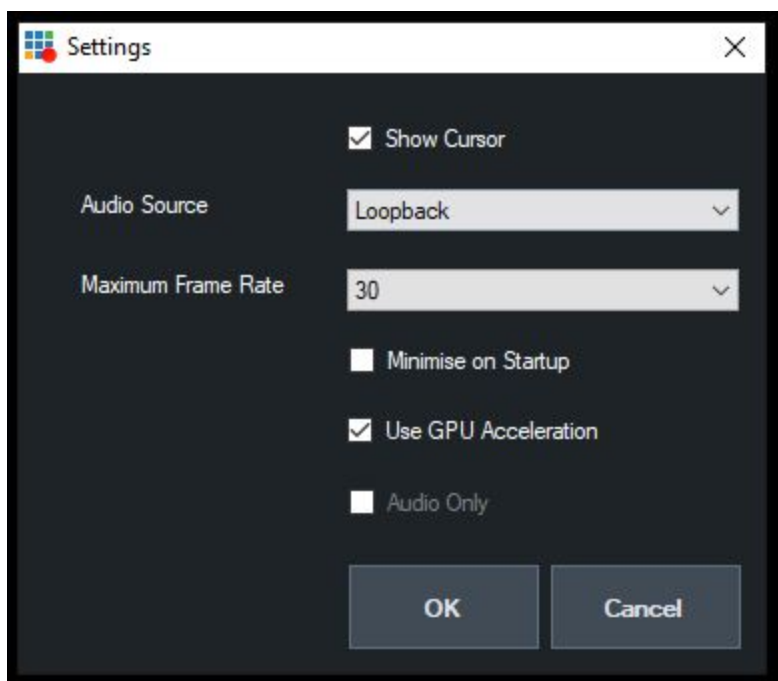 Settings
Show Cursor
Audio Source
Loopback
Maximum Frame Rate
30
Minimise on Startup
Use GPU Acceleration
Audio Only
OK
Cancel